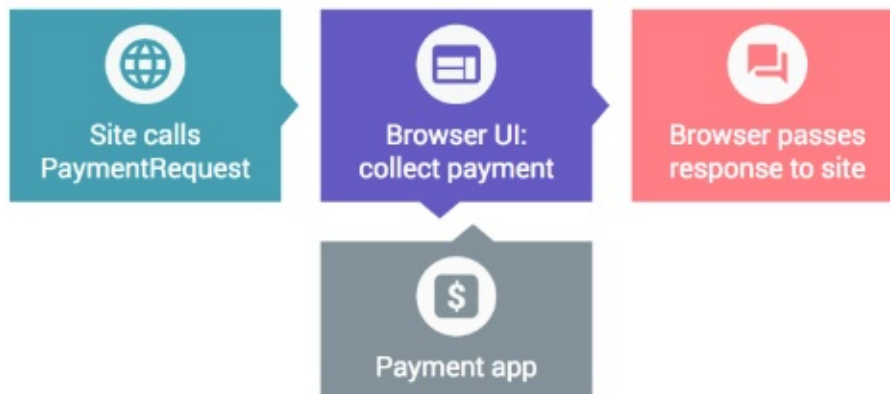 Site calls
PaymentRequest
Browser UI:
collect payment
Browser passes
response to site
$
Payment app